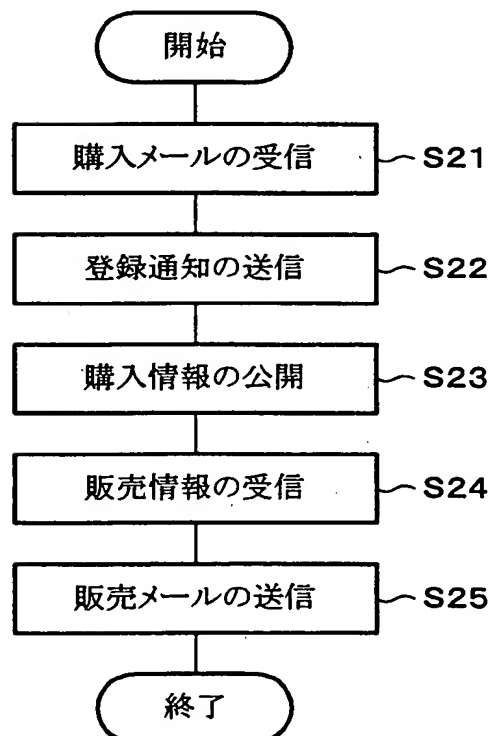 開始
購入メールの受信 S21
登録通知の送信 S22
購入情報の公開 S23
販売情報の受信 S24
販売メールの送信 S25
終了